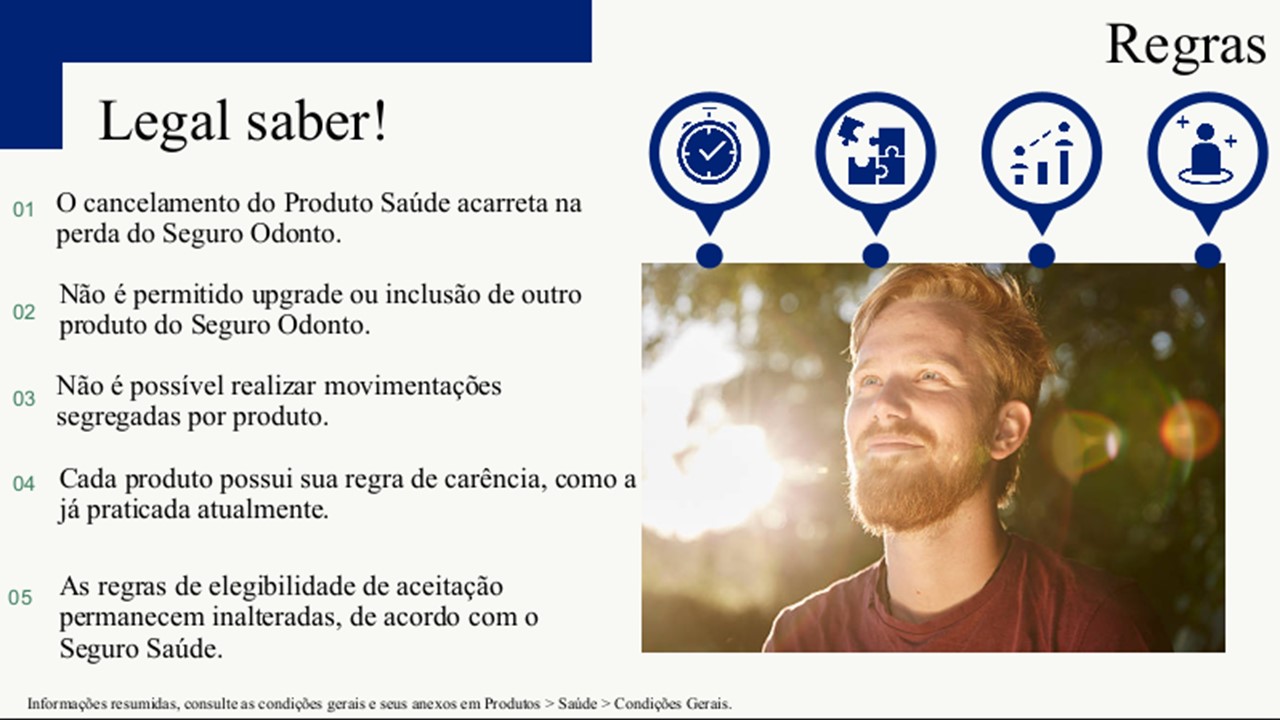 Regras
Legal saber!
01
O cancelamento do Produto Saúde acarreta na
perda do Seguro Odonto.
02
Não é permitido upgrade ou inclusão de outro
produto do Seguro Odonto.
03
Não é possível realizar movimentações
segregadas por produto.
04
Cada produto possui sua regra de carência, como a
já praticada atualmente.
05
As regras de elegibilidade de aceitação
permanecem inalteradas, de acordo com o
Seguro Saúde.
Informações resumidas, consulte as condições gerais e seus anexos em Produtos > Saúde > Condições Gerais.